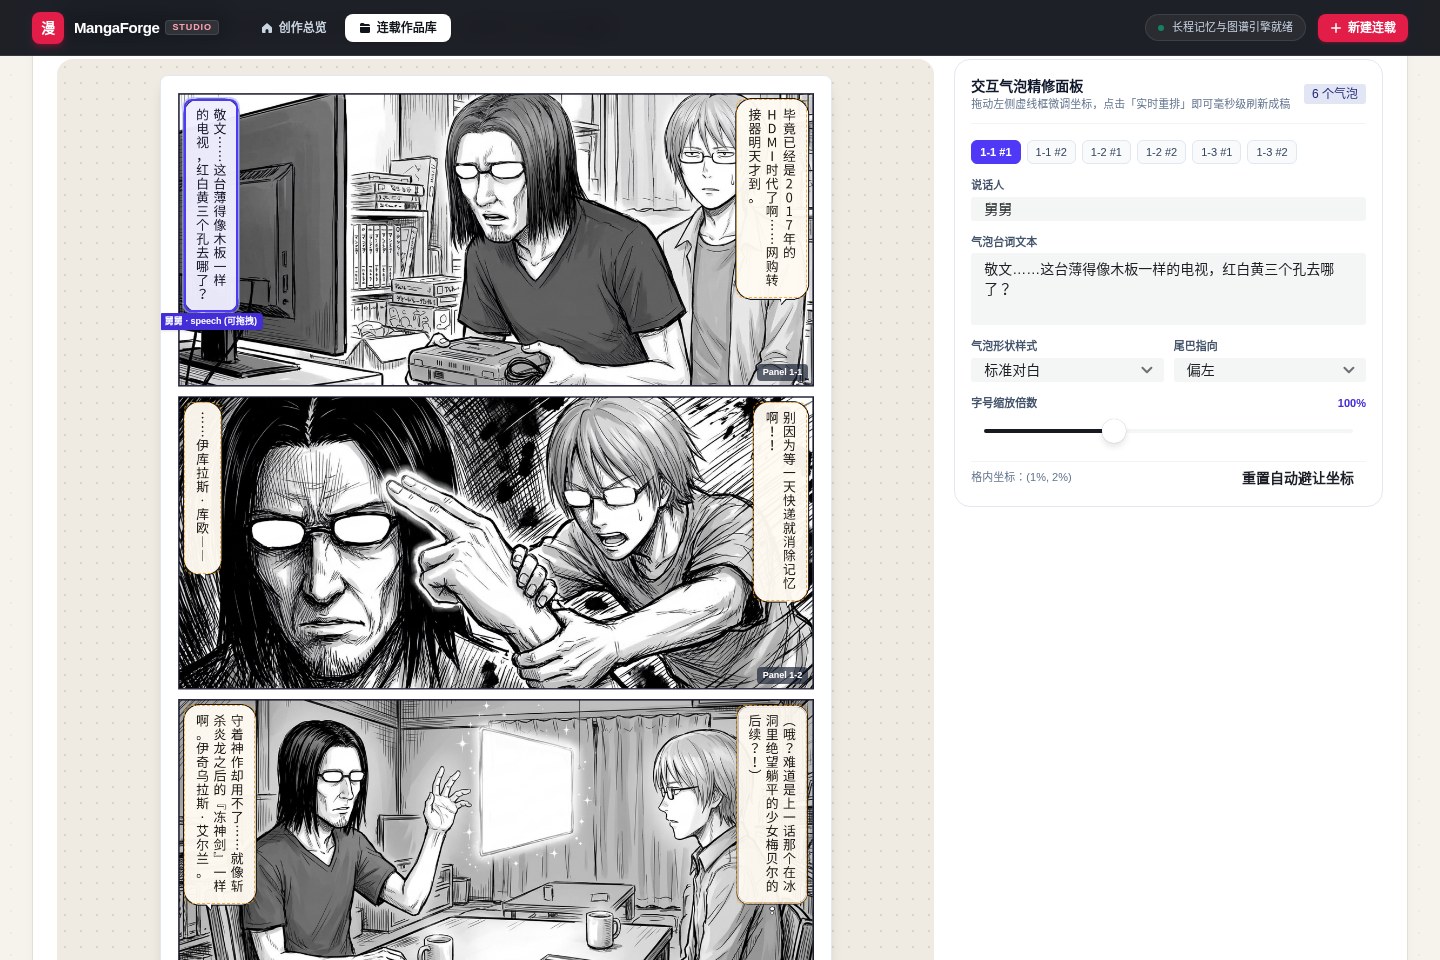 漫 MangaForge STUDIO 创作总览 连载作品库 长程记忆与图谱引擎就绪 + 新建连载
毕竟已经是2017年的
HDMI时代了啊……网购转
接器明天才到。
敬文……这台薄得像木板一样
的电视，红白黄三个孔去哪了？
舅舅 · speech (可拖拽)
Panel 1-1
别因为等一天快递就消除记忆
啊！！
……伊库拉斯·库欧——
Panel 1-2
（哦？难道是上一话那个在冰
洞里绝望躺平的少女梅贝尔的
后续？！）
守着神作却用不了……就像斩
杀炎龙之后的『冻神剑』一样
啊。伊奇乌拉斯·艾尔兰。
交互气泡精修面板
6 个气泡
拖动左侧虚线框微调坐标，点击「实时重排」即可毫秒级刷新成稿
1-1 #1 1-1 #2 1-2 #1 1-2 #2 1-3 #1 1-3 #2
说话人
舅舅
气泡台词文本
敬文……这台薄得像木板一样的电视，红白黄三个孔去哪
了？
气泡形状样式 尾巴指向
标准对白 偏左
字号缩放倍数 100%
格内坐标：(1%, 2%) 重置自动避让坐标